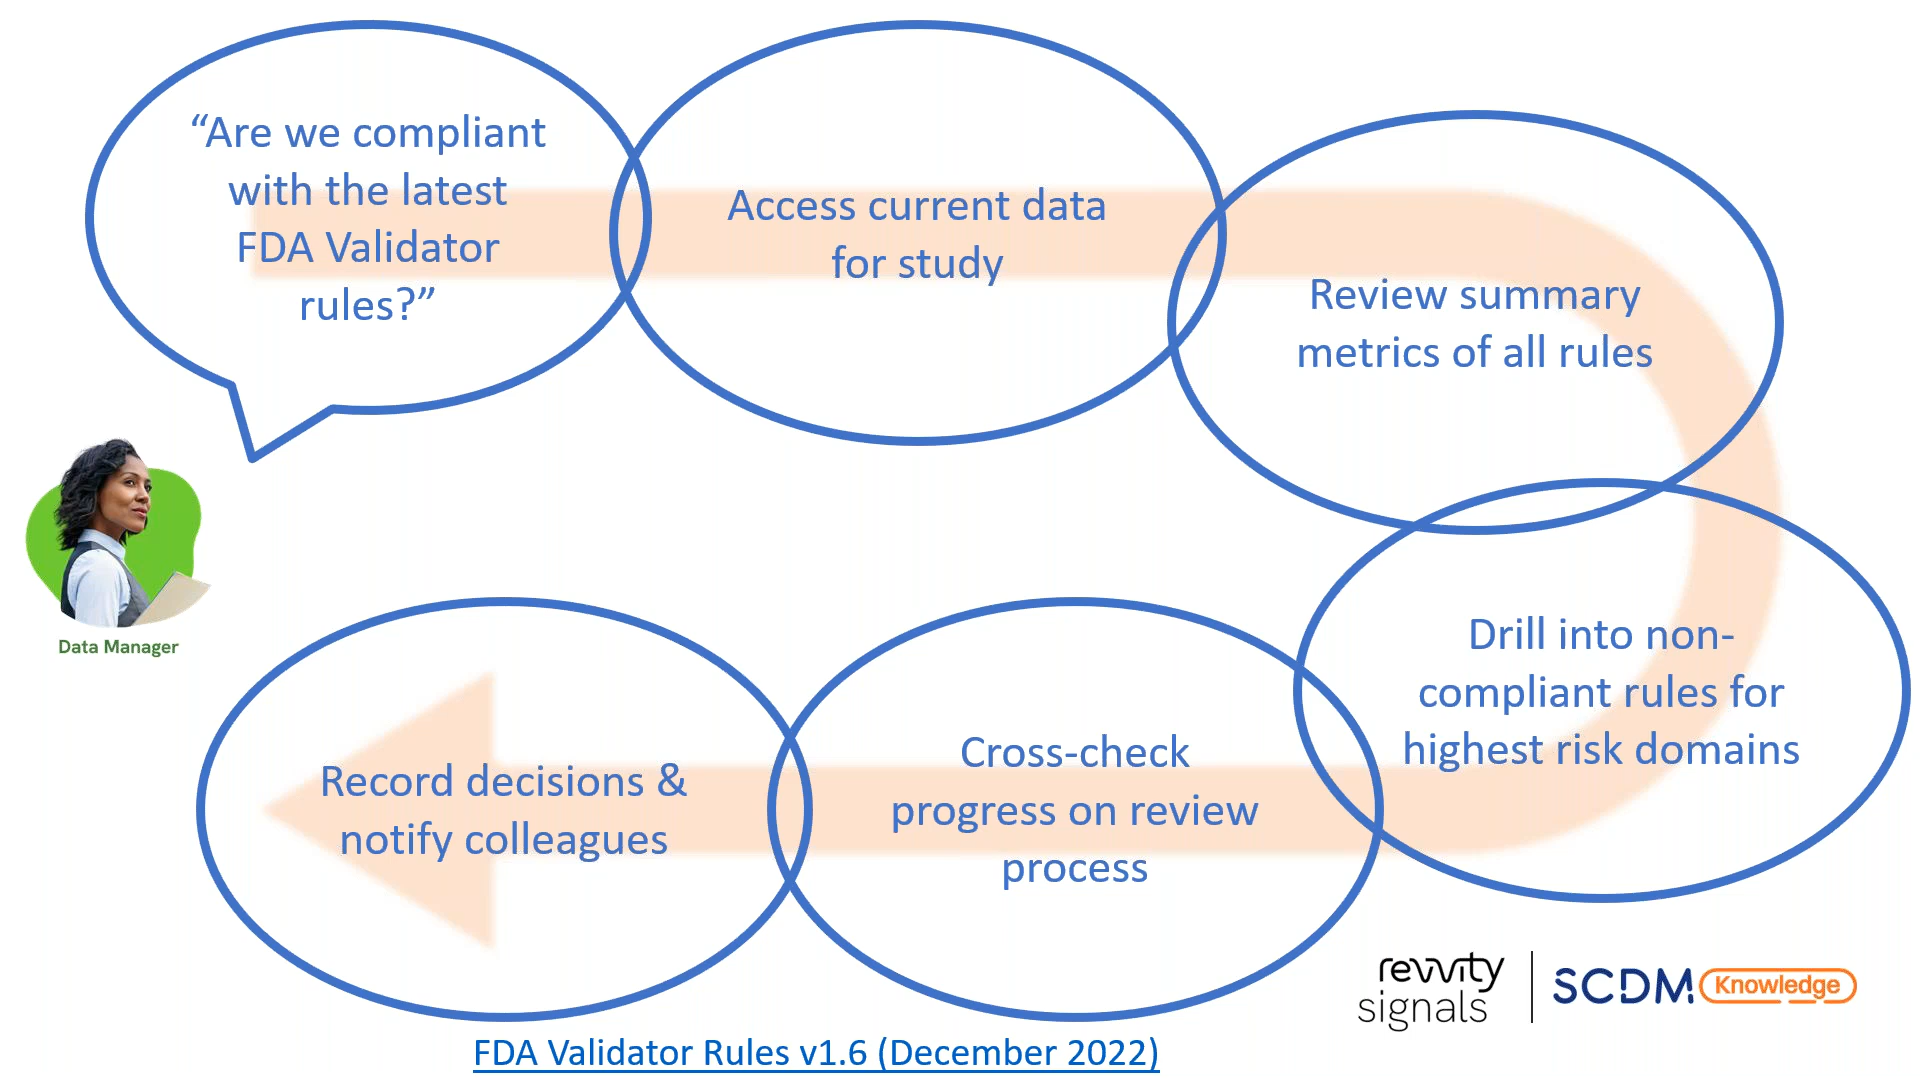 “Are we compliant
with the latest
FDA Validator
rules?”
Access current data
for study
Review summary
metrics of all rules
Drill into non-
compliant rules for
highest risk domains
Cross-check
progress on review
process
Record decisions &
notify colleagues
Data Manager
revvity
signals
SCDM Knowledge
FDA Validator Rules v1.6 (December 2022)